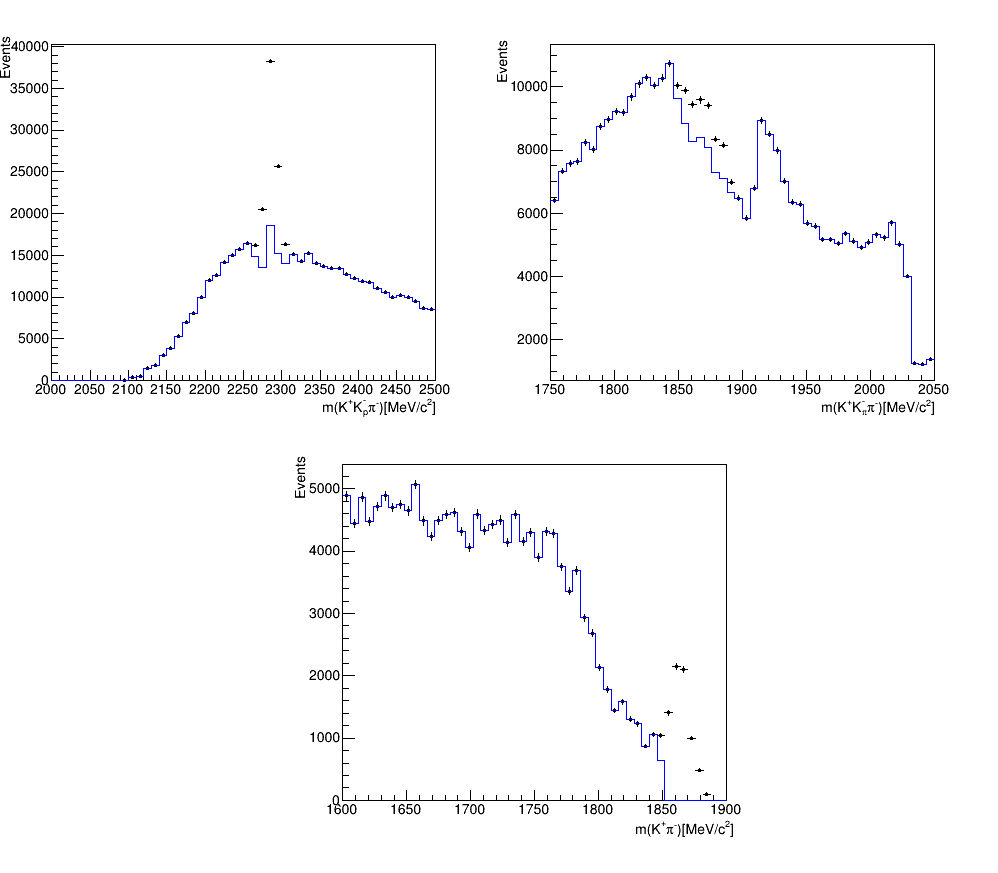 Events
40000
35000
30000
25000
20000
15000
10000
5000
0
2000 2050 2100 2150 2200 2250 2300 2350 2400 2450 2500
m(K⁺K⁻ₚπ⁻)[MeV/c²]
Events
10000
8000
6000
4000
2000
1750 1800 1850 1900 1950 2000 2050
m(K⁺K⁻_π π⁻)[MeV/c²]
Events
5000
4000
3000
2000
1000
0
1600 1650 1700 1750 1800 1850 1900
m(K⁺π⁻)[MeV/c²]